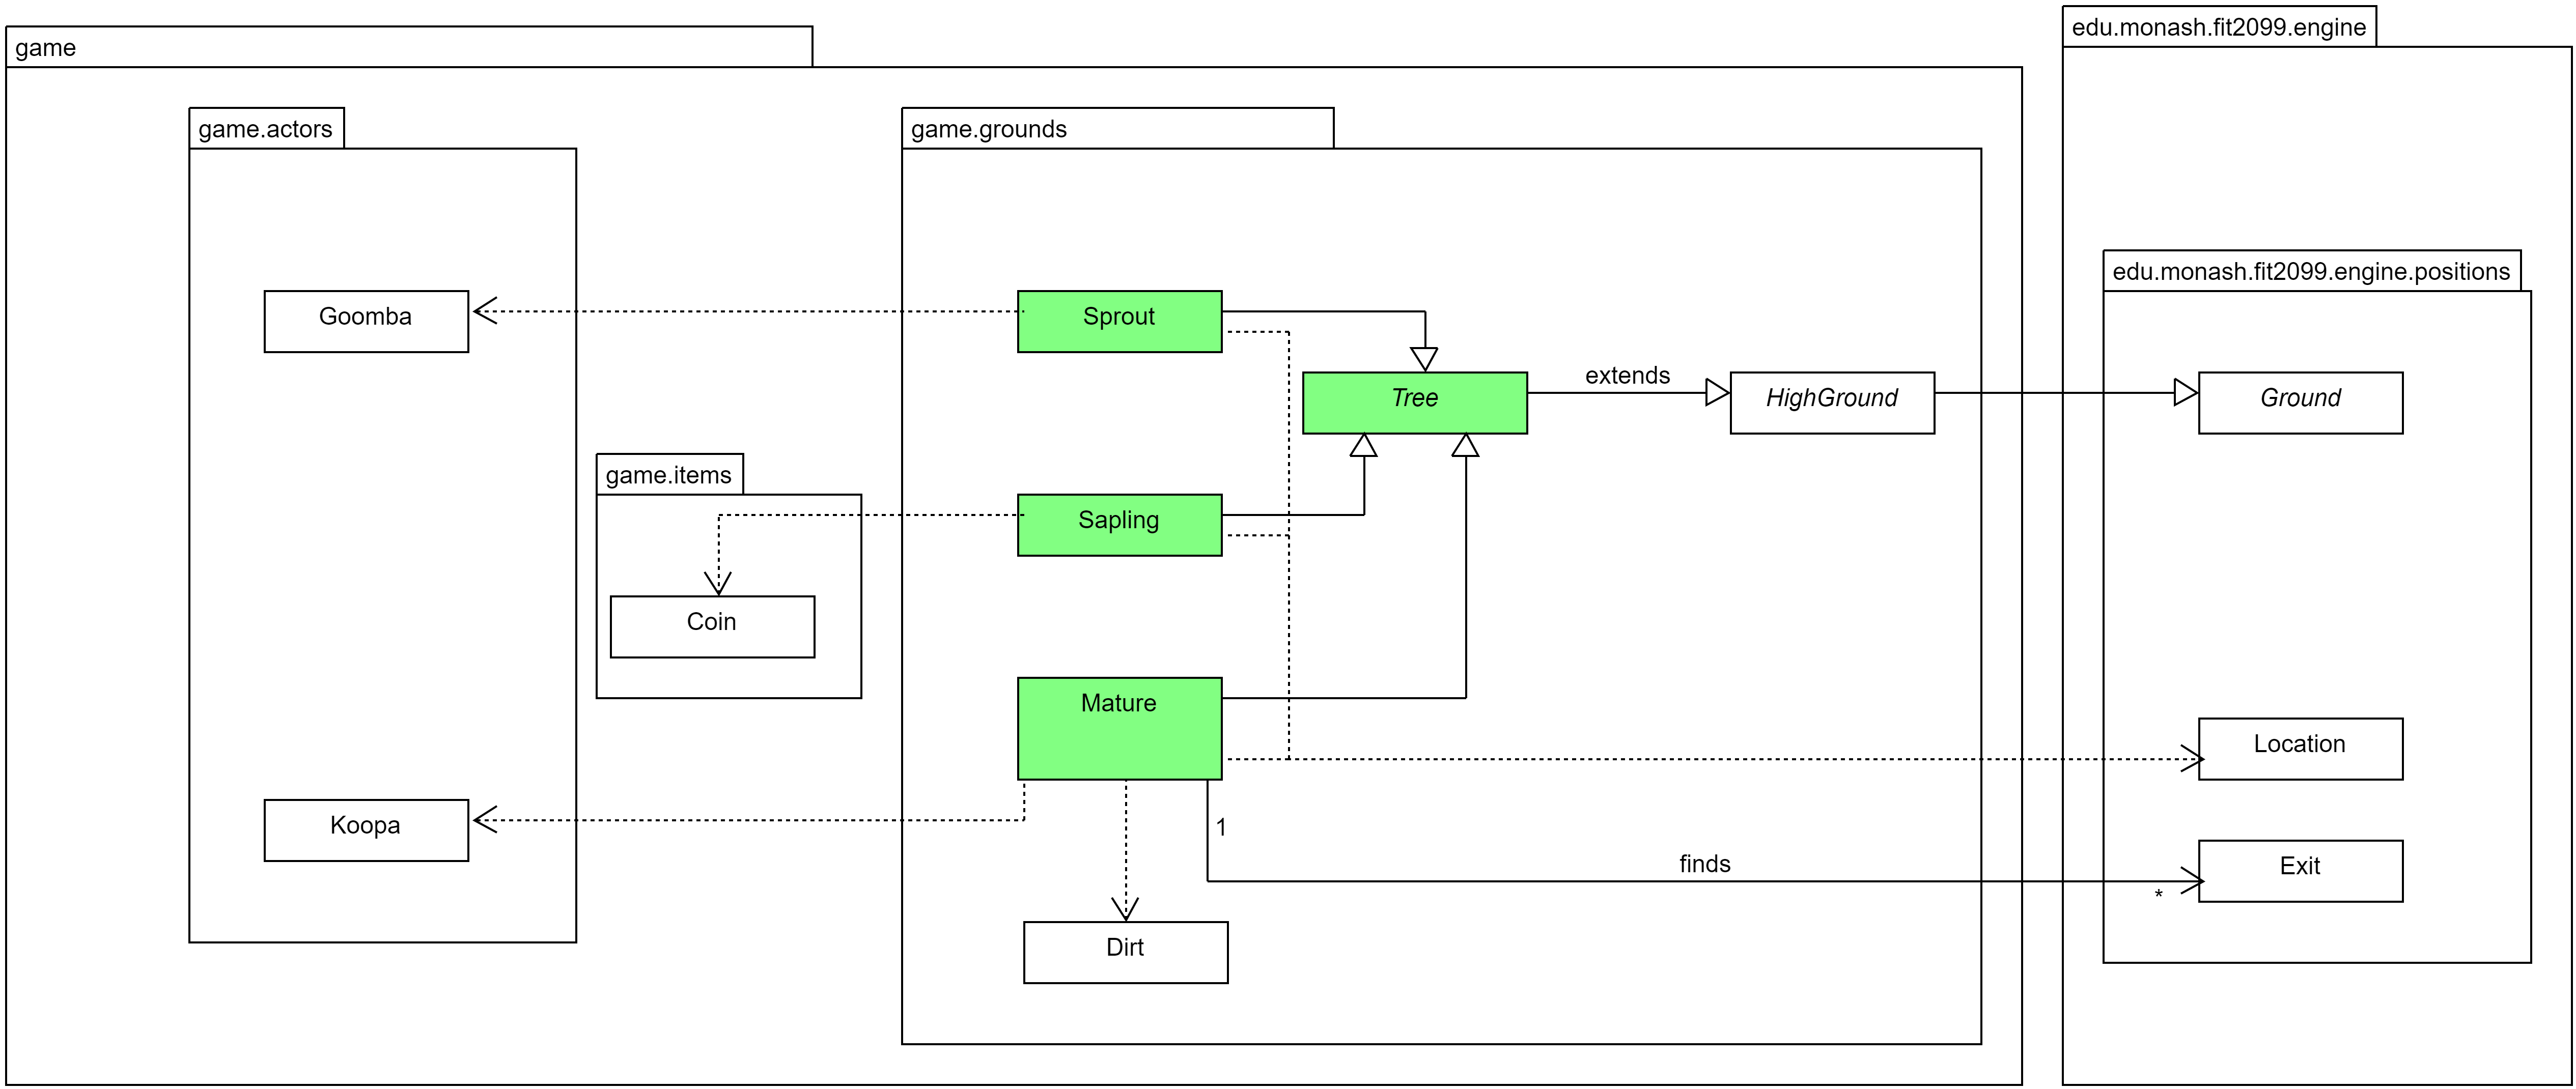 game
edu.monash.fit2099.engine
game.actors
game.grounds
edu.monash.fit2099.engine.positions
Goomba
Sprout
extends
Tree
HighGround
Ground
game.items
Sapling
Coin
Mature
Location
Koopa
1
finds
Exit
*
Dirt